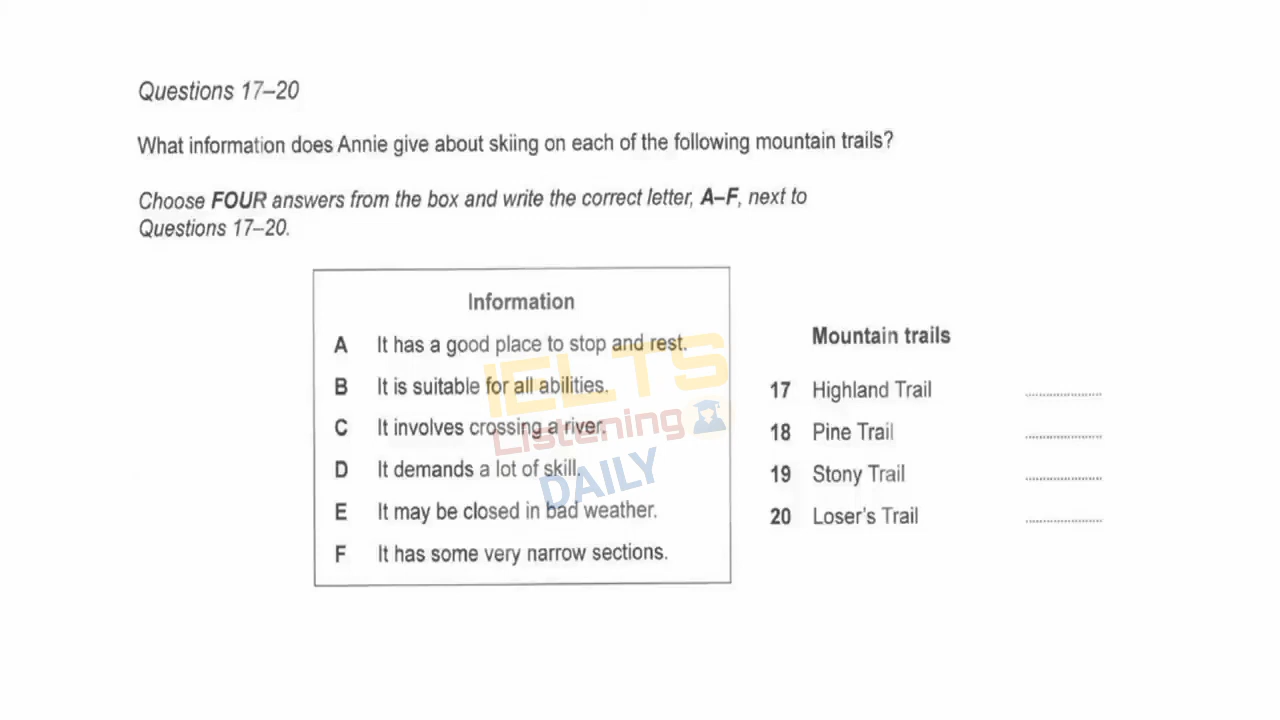 Questions 17–20
What information does Annie give about skiing on each of the following mountain trails?
Choose FOUR answers from the box and write the correct letter, A–F, next to
Questions 17–20.
Information
A It has a good place to stop and rest.
B It is suitable for all abilities.
C It involves crossing a river.
D It demands a lot of skill.
E It may be closed in bad weather.
F It has some very narrow sections.
Mountain trails
17 Highland Trail ....................
18 Pine Trail ....................
19 Stony Trail ....................
20 Loser's Trail ....................
IELTS
Listening
DAILY